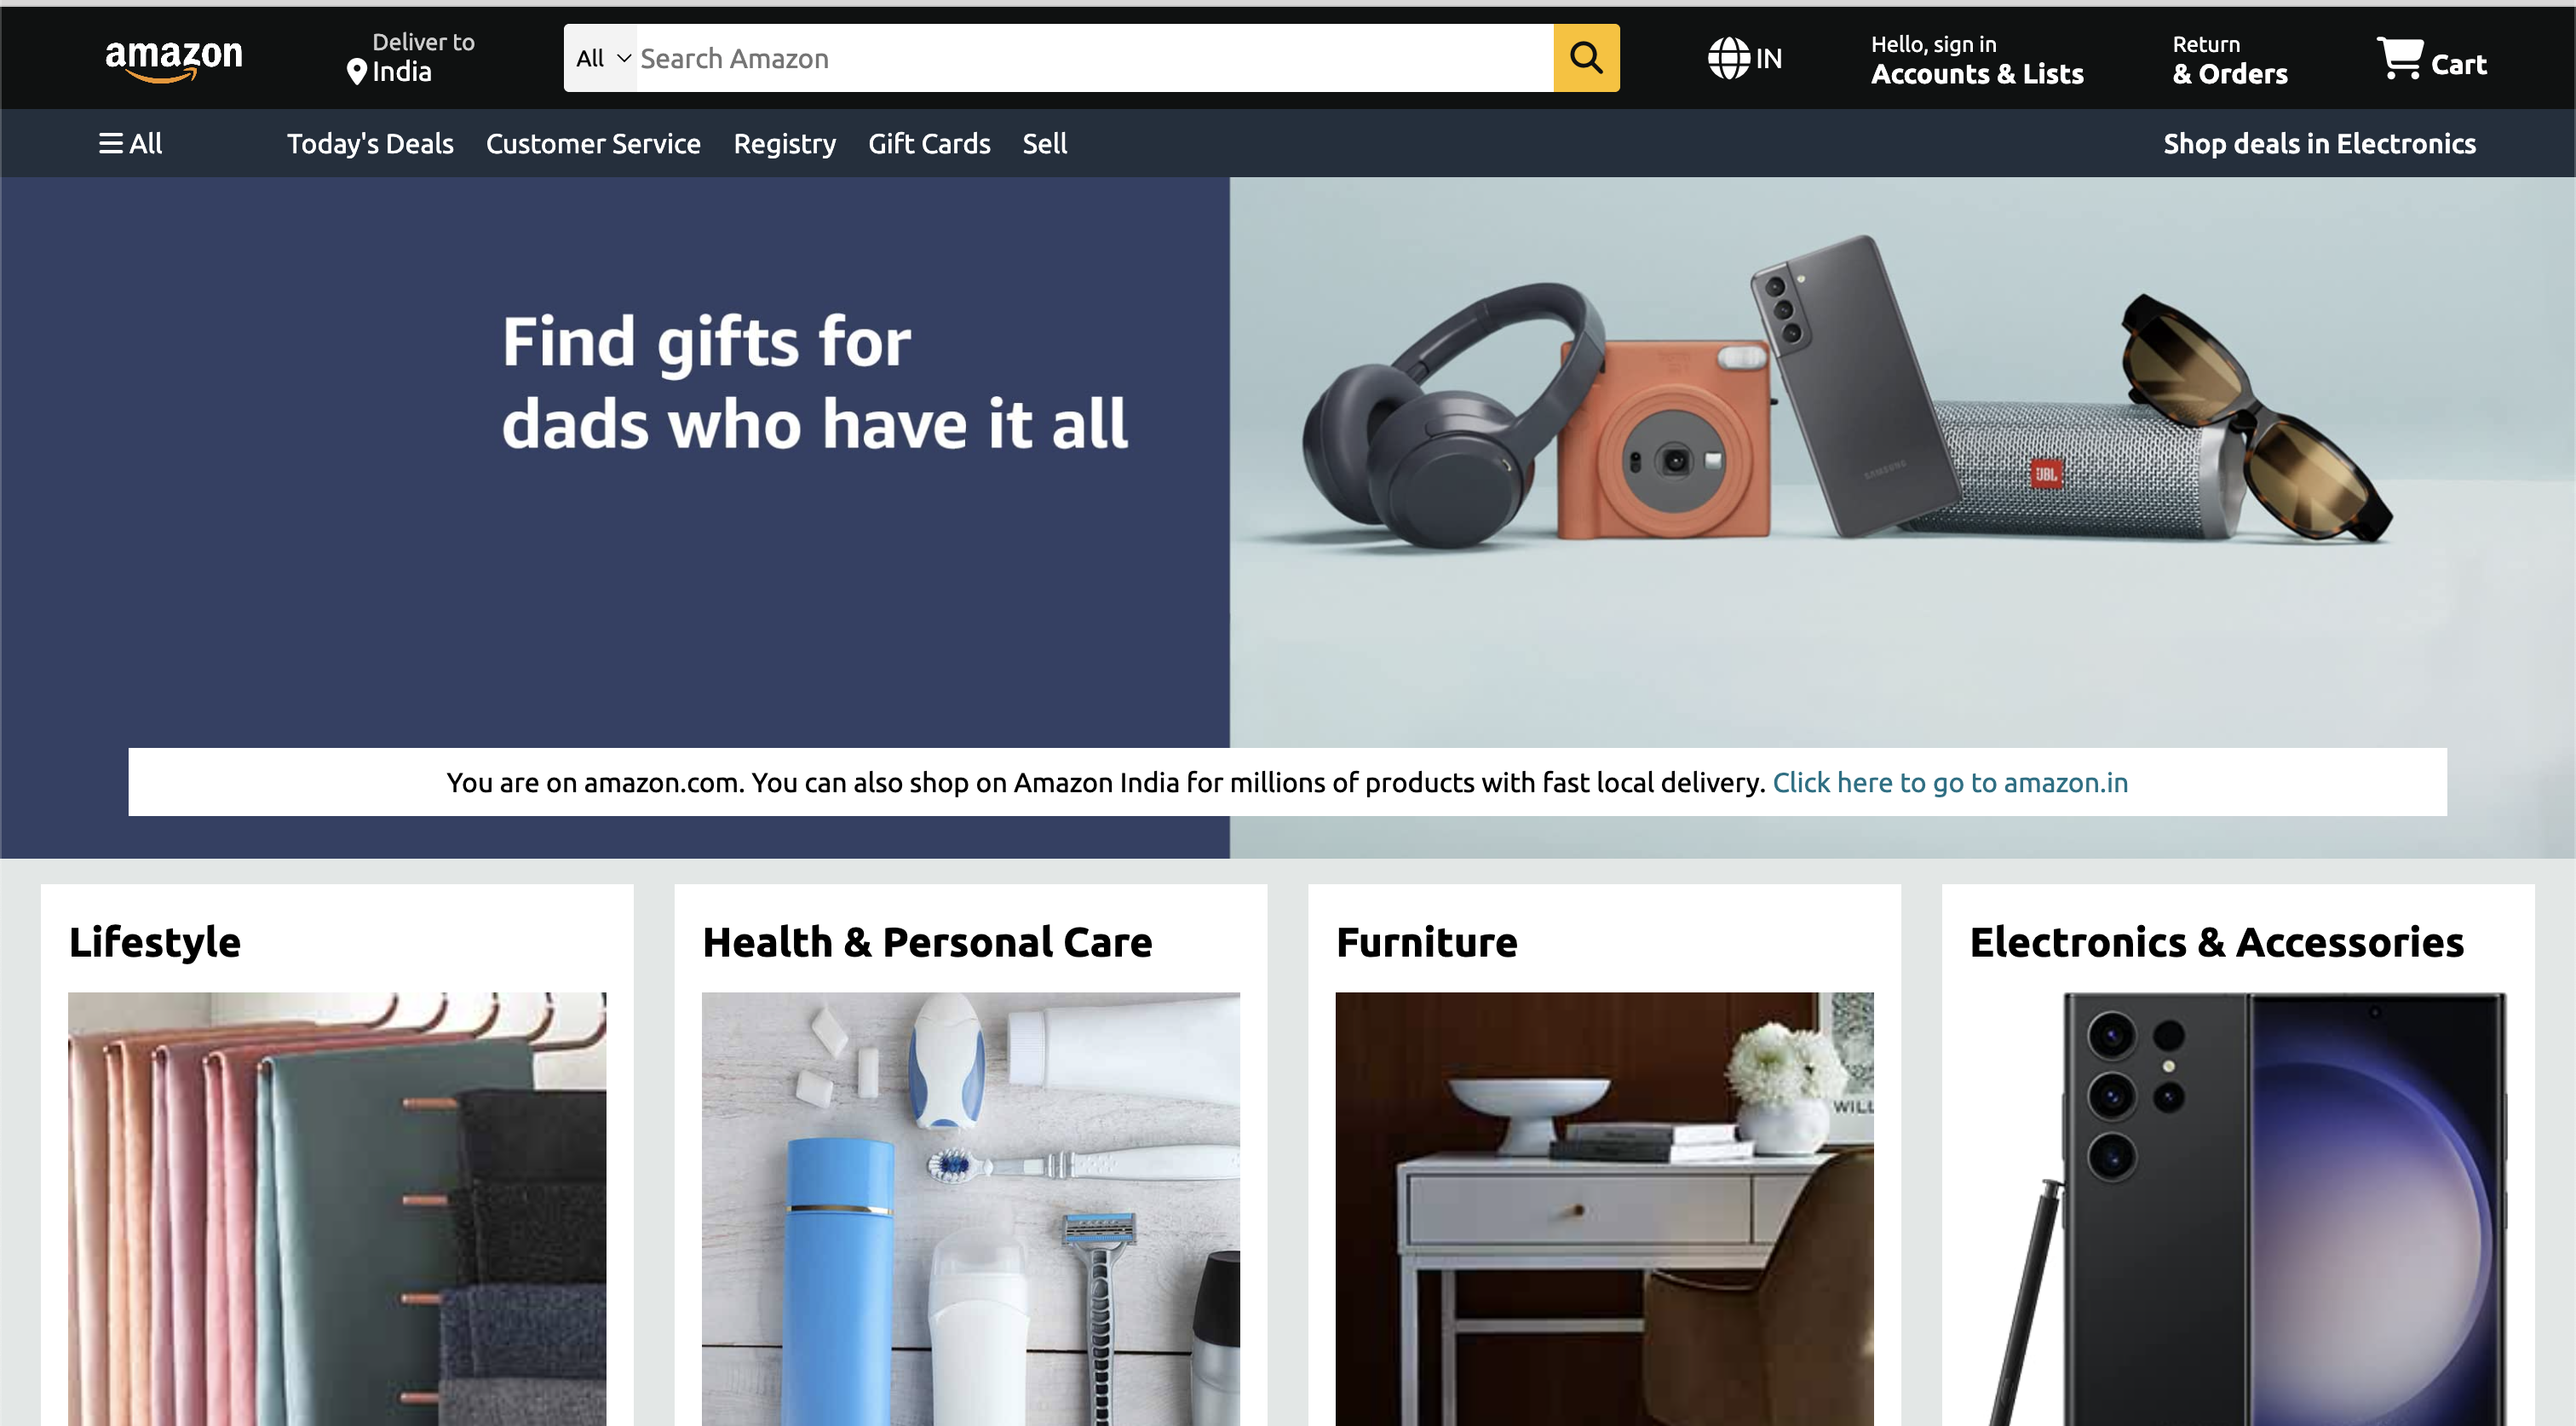 amazon
Deliver to
India
All
Search Amazon
IN
Hello, sign in
Accounts & Lists
Return
& Orders
Cart
All
Today's Deals
Customer Service
Registry
Gift Cards
Sell
Shop deals in Electronics
Find gifts for
dads who have it all
SAMSUNG
JBL
You are on amazon.com. You can also shop on Amazon India for millions of products with fast local delivery. Click here to go to amazon.in
Lifestyle
Health & Personal Care
Furniture
Electronics & Accessories
WILL